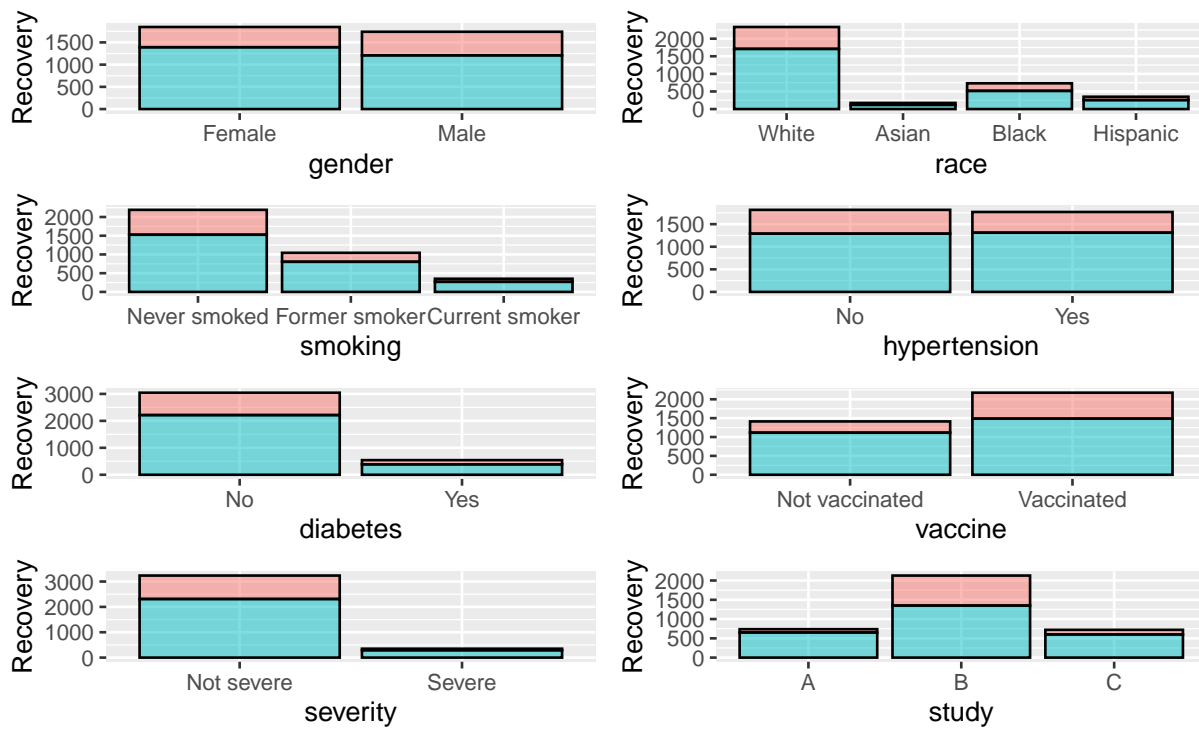 Recovery
1500
1000
500
0
Female Male
gender
Recovery
2000
1500
1000
500
0
White Asian Black Hispanic
race
Recovery
2000
1500
1000
500
0
Never smoked Former smoker Current smoker
smoking
Recovery
1500
1000
500
0
No Yes
hypertension
Recovery
3000
2000
1000
0
No Yes
diabetes
Recovery
2000
1500
1000
500
0
Not vaccinated Vaccinated
vaccine
Recovery
3000
2000
1000
0
Not severe Severe
severity
Recovery
2000
1500
1000
500
0
A B C
study